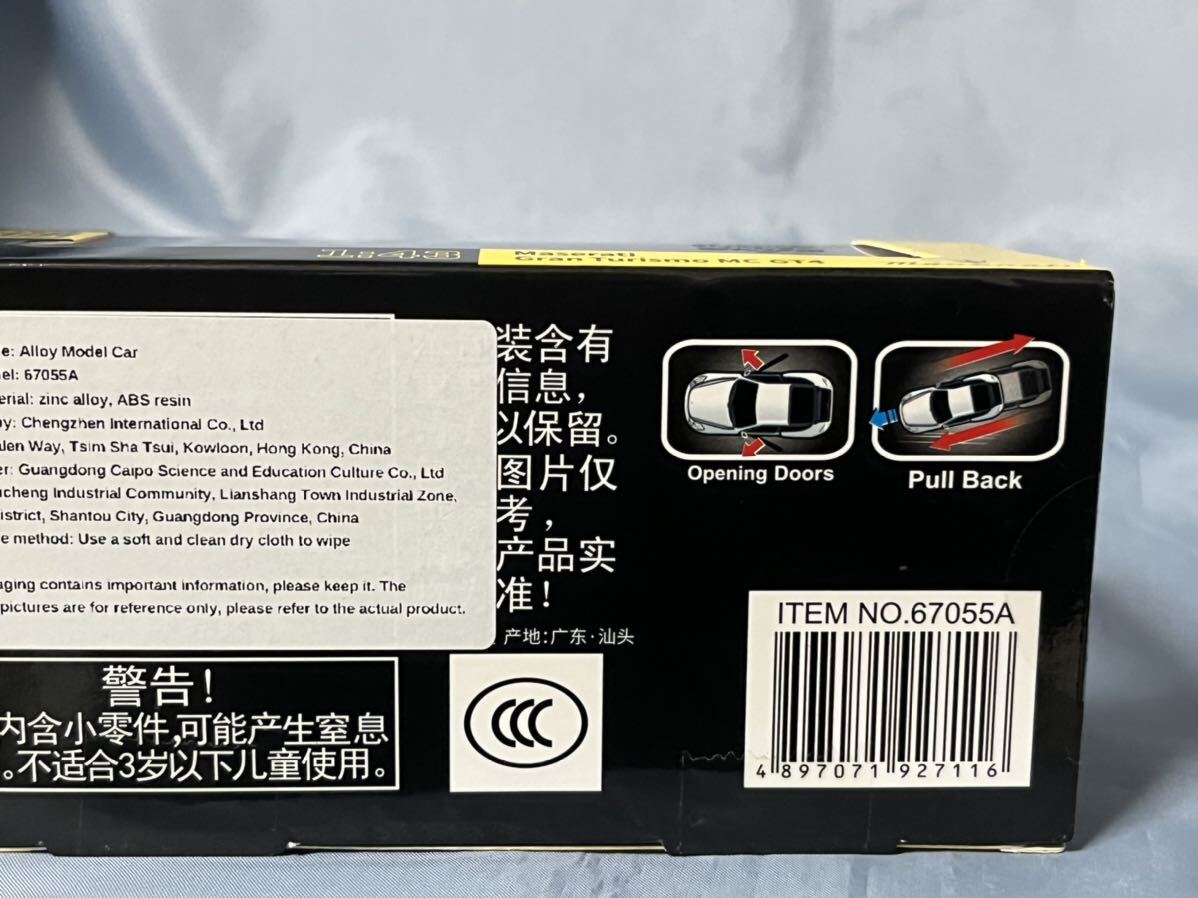 1:43
Maserati
Gran Turismo MC GT4
e: Alloy Model Car
el: 67055A
erial: zinc alloy, ABS resin
y: Chengzhen International Co., Ltd
len Way, Tsim Sha Tsui, Kowloon, Hong Kong, China
er: Guangdong Caipo Science and Education Culture Co., Ltd
cheng Industrial Community, Lianshang Town Industrial Zone,
istrict, Shantou City, Guangdong Province, China
e method: Use a soft and clean dry cloth to wipe
aging contains important information, please keep it. The
pictures are for reference only, please refer to the actual product.
装含有
信息,
以保留。
图片仅
考,
产品实
准!
产地:广东·汕头
Opening Doors
Pull Back
警告!
内含小零件,可能产生窒息
。不适合3岁以下儿童使用。
CCC
ITEM NO.67055A
4 897071 927116